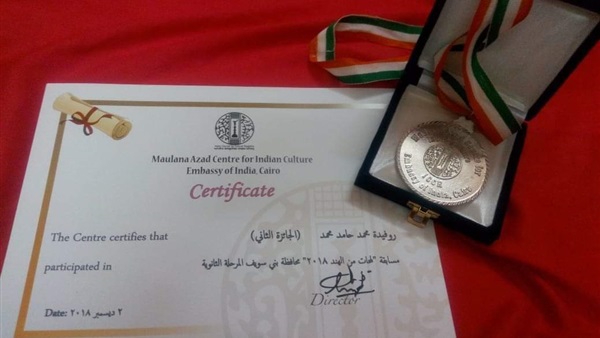 Maulana Azad Centre for Indian Culture
Embassy of India, Cairo
Certificate
The Centre certifies that روفيدة محمد حامد محمد (الجائزة الثاني)
participated in مسابقة "لمحات من الهند ٢٠١٨" محافظة بني سويف المرحلة الثانوية
Director
Date: ٢ ديسمبر ٢٠١٨
Embassy of India, Cairo